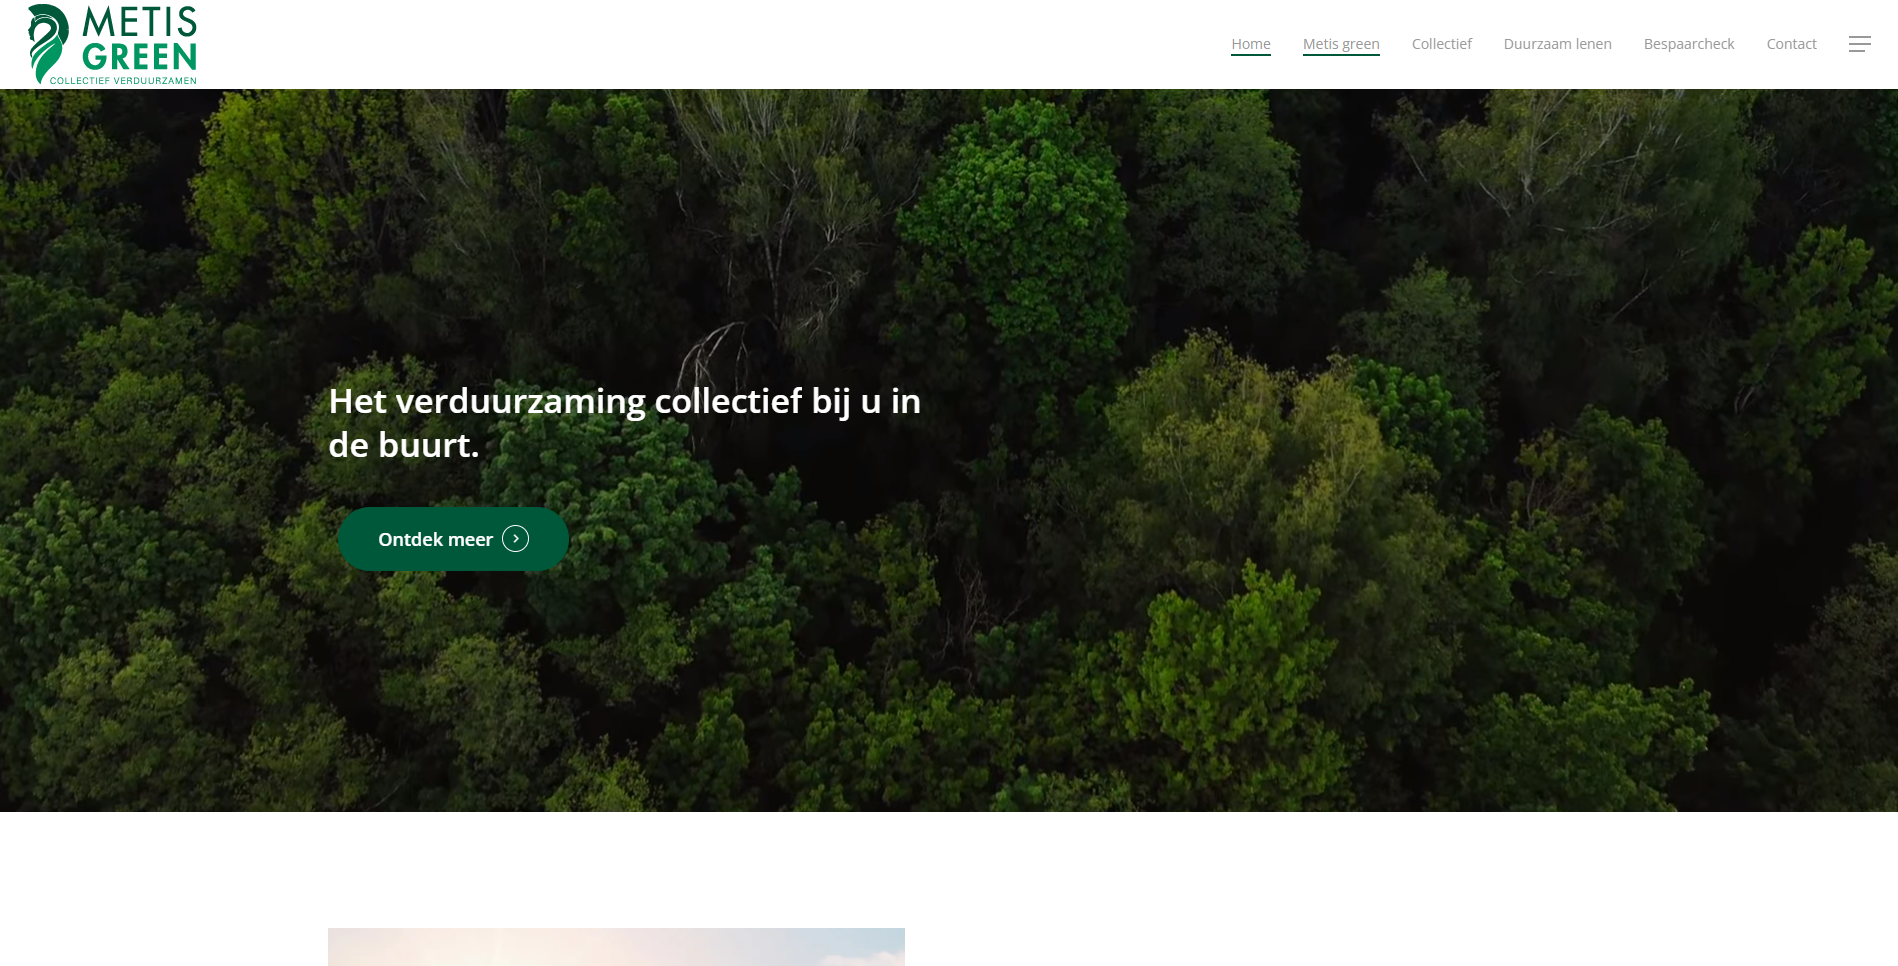 METIS
GREEN
COLLECTIEF VERDUURZAMEN
Home Metis green Collectief Duurzaam lenen Bespaarcheck Contact
Het verduurzaming collectief bij u in
de buurt.
Ontdek meer